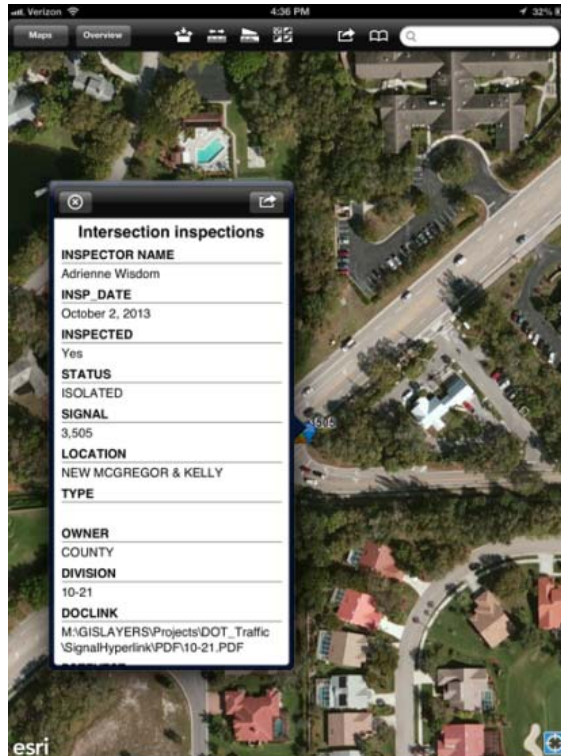 Verizon
4:36 PM
32%
Maps
Overview
Intersection inspections
INSPECTOR NAME
Adrienne Wisdom
INSP_DATE
October 2, 2013
INSPECTED
Yes
STATUS
ISOLATED
SIGNAL
3,505
LOCATION
NEW MCGREGOR & KELLY
TYPE
OWNER
COUNTY
DIVISION
10-21
DOCLINK
M:\GISLAYERS\Projects\DOT_Traffic
\SignalHyperlink\PDF\10-21.PDF
3505
esri